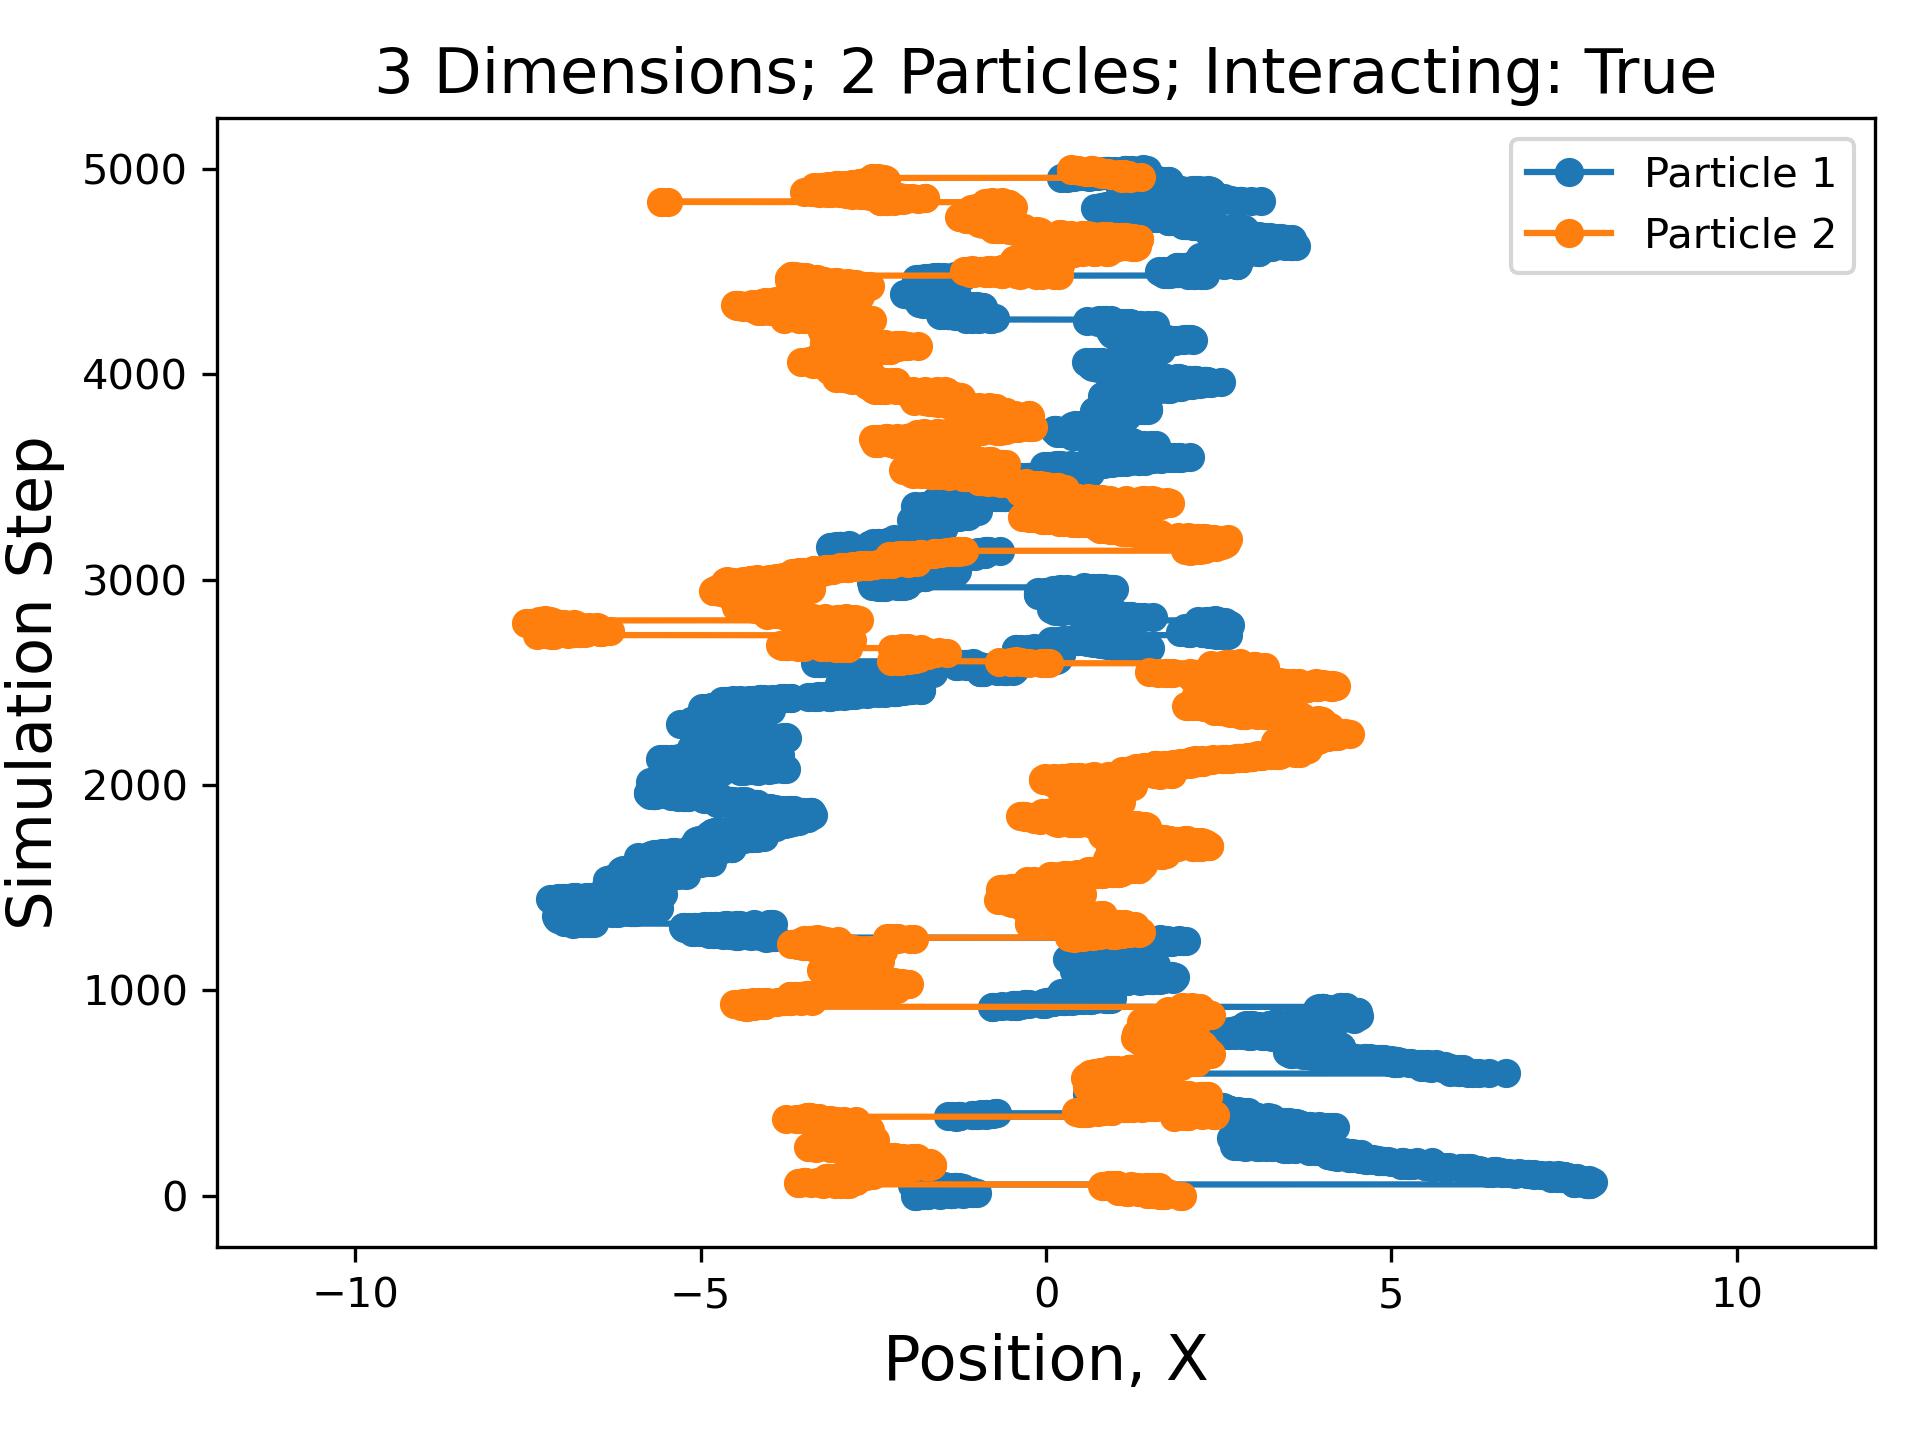 3 Dimensions; 2 Particles; Interacting: True
Particle 1
Particle 2
Simulation Step
5000
4000
3000
2000
1000
0
−10
−5
0
5
10
Position, X